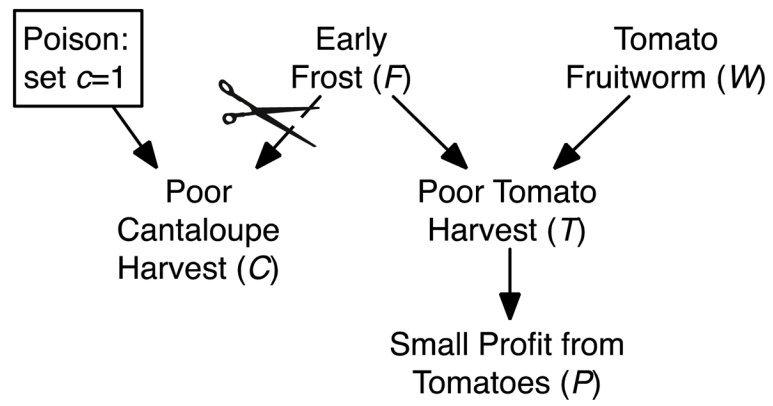 Poison:
set c=1
Early
Frost (F)
Tomato
Fruitworm (W)
Poor
Cantaloupe
Harvest (C)
Poor Tomato
Harvest (T)
Small Profit from
Tomatoes (P)